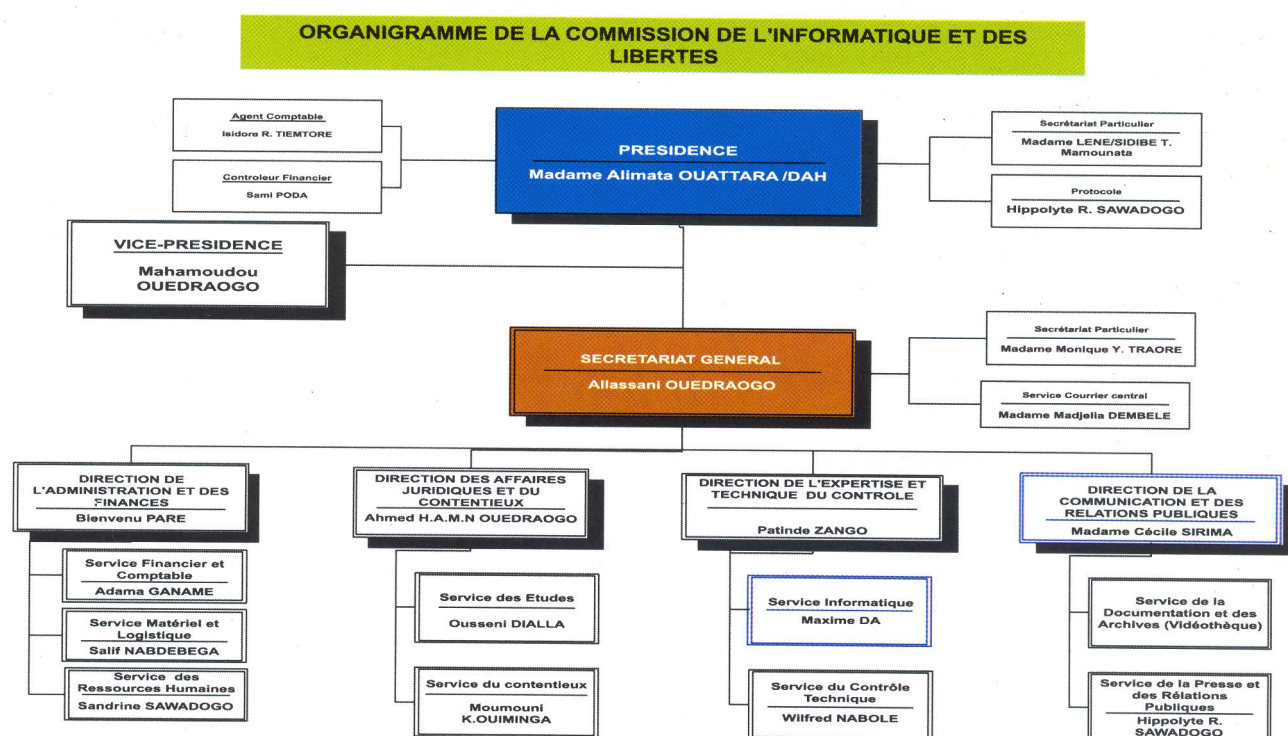 ORGANIGRAMME DE LA COMMISSION DE L'INFORMATIQUE ET DES
LIBERTES
Agent Comptable
Isidore R. TIEMTORE
Controleur Financier
Sami PODA
PRESIDENCE
Madame Alimata OUATTARA /DAH
Secrétariat Particulier
Madame LENE/SIDIBE T.
Mamounata
Protocole
Hippolyte R. SAWADOGO
VICE-PRESIDENCE
Mahamoudou
OUEDRAOGO
SECRETARIAT GENERAL
Allassani OUEDRAOGO
Secrétariat Particulier
Madame Monique Y. TRAORE
Service Courrier central
Madame Madjelia DEMBELE
DIRECTION DE
L'ADMINISTRATION ET DES
FINANCES
Bienvenu PARE
Service Financier et
Comptable
Adama GANAME
Service Matériel et
Logistique
Salif NABDEBEGA
Service des
Ressources Humaines
Sandrine SAWADOGO
DIRECTION DES AFFAIRES
JURIDIQUES ET DU
CONTENTIEUX
Ahmed H.A.M.N OUEDRAOGO
Service des Etudes
Ousseni DIALLA
Service du contentieux
Moumouni
K.OUIMINGA
DIRECTION DE L'EXPERTISE ET
TECHNIQUE DU CONTROLE
Patinde ZANGO
Service Informatique
Maxime DA
Service du Contrôle
Technique
Wilfred NABOLE
DIRECTION DE LA
COMMUNICATION ET DES
RELATIONS PUBLIQUES
Madame Cécile SIRIMA
Service de la
Documentation et des
Archives (Vidéothèque)
Service de la Presse et
des Rélations
Publiques
Hippolyte R.
SAWADOGO